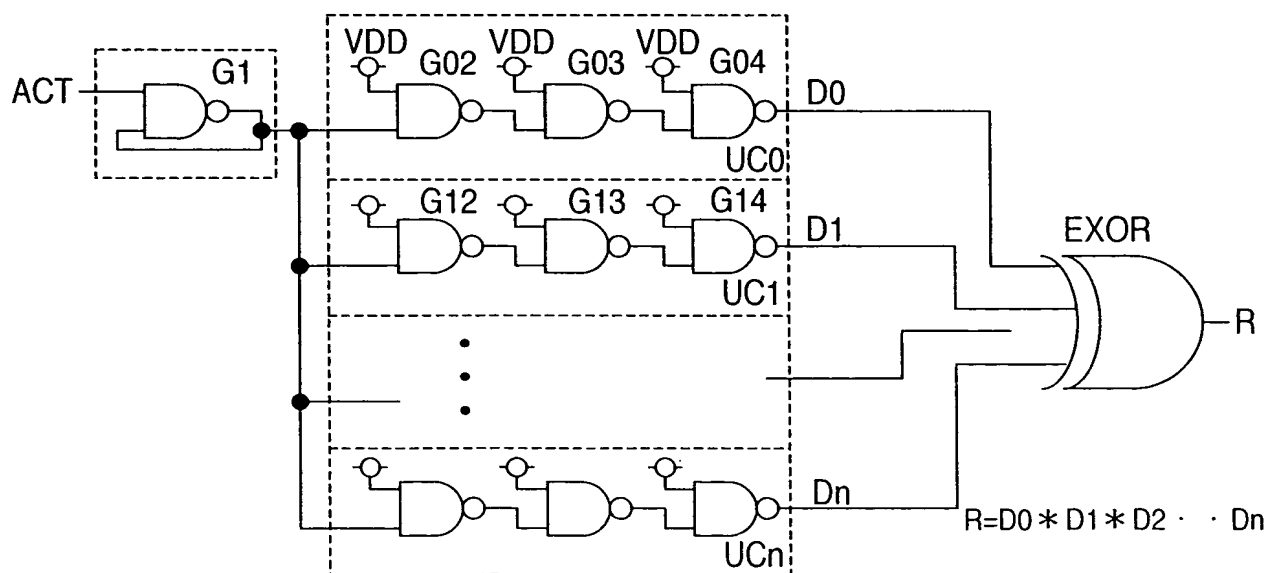 VDD VDD VDD
G1 G02 G03 G04
ACT D0
UC0
G12 G13 G14 D1 EXOR
UC1
R
Dn
R=D0 * D1 * D2 · · Dn
UCn